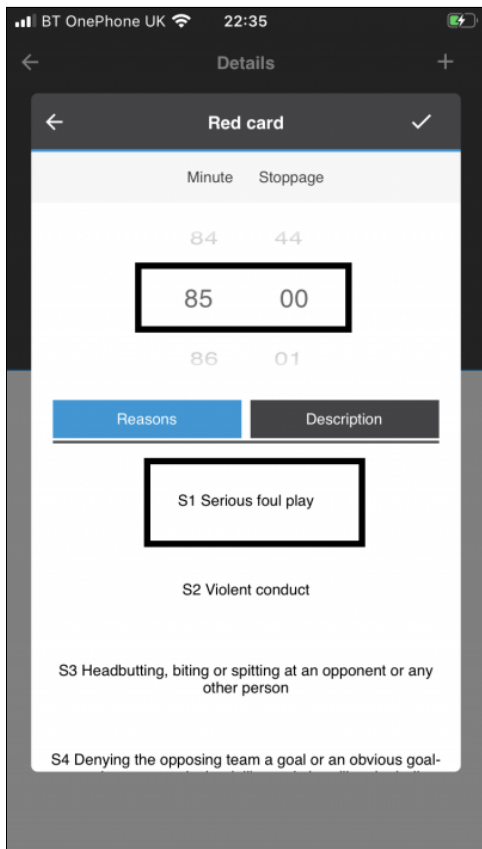 BT OnePhone UK 22:35
Details +
Red card
Minute Stoppage
84 44
85 00
86 01
Reasons Description
S1 Serious foul play
S2 Violent conduct
S3 Headbutting, biting or spitting at an opponent or any
other person
S4 Denying the opposing team a goal or an obvious goal-